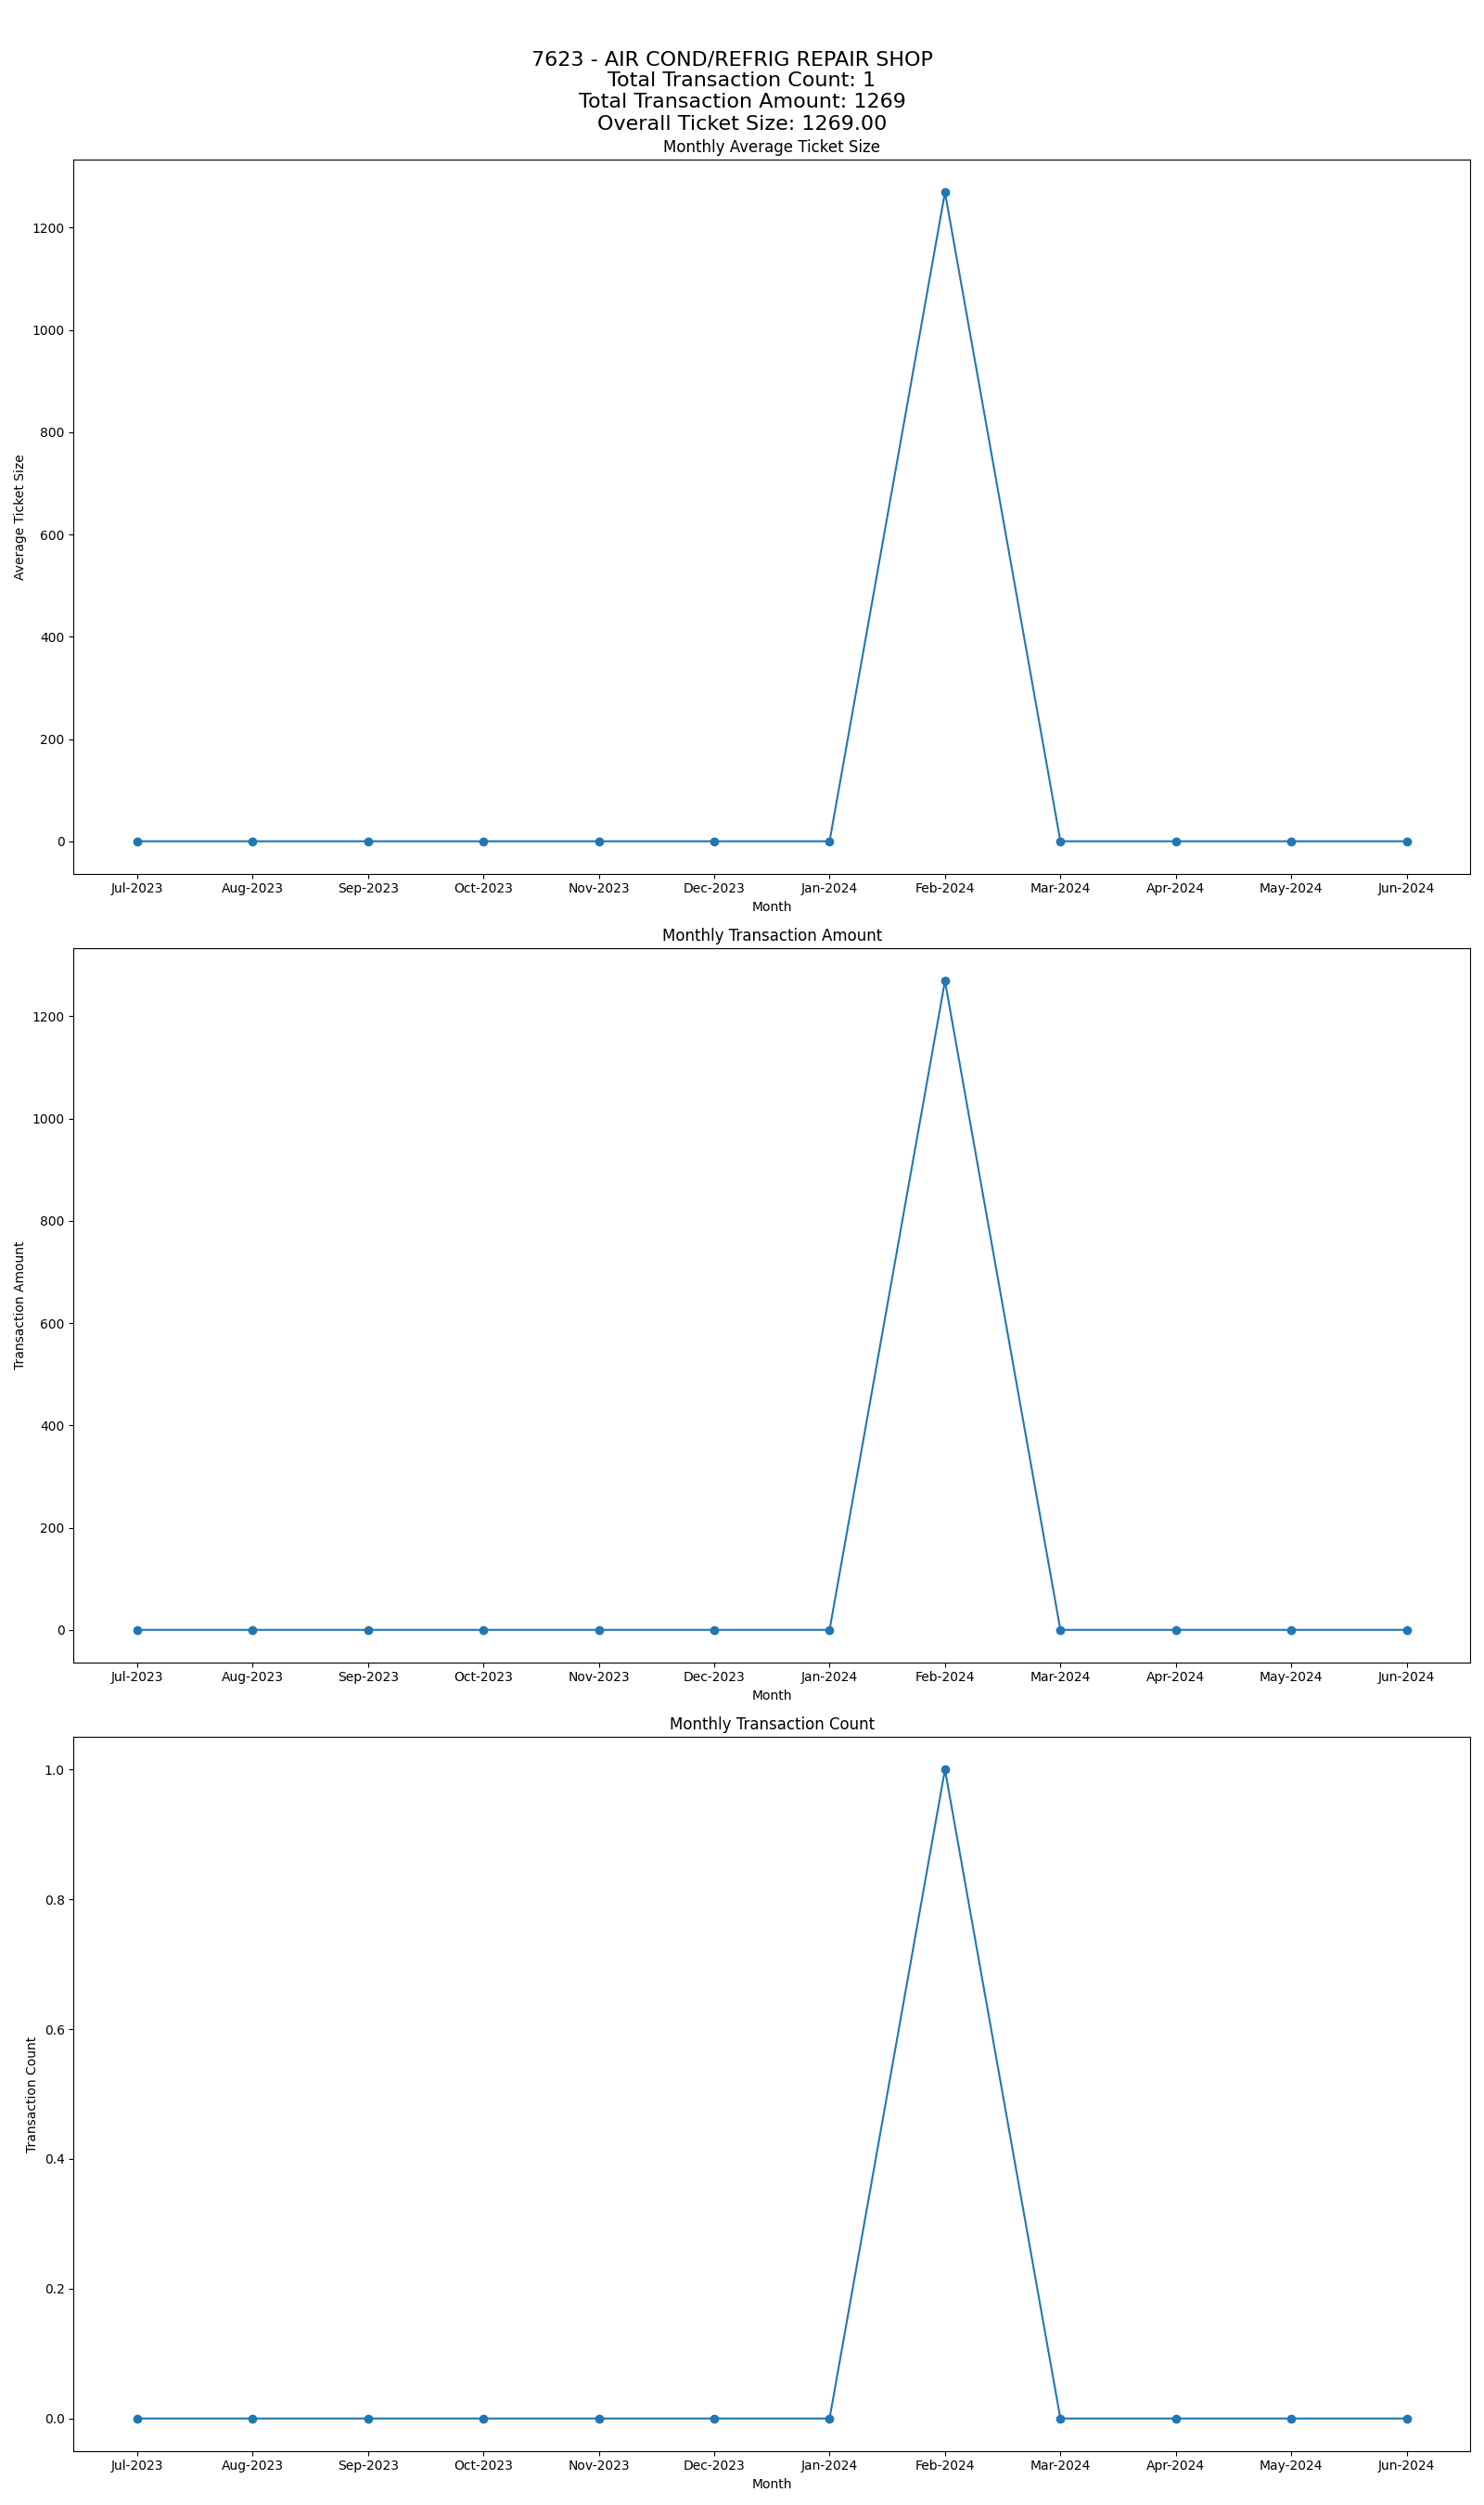 7623 - AIR COND/REFRIG REPAIR SHOP
Total Transaction Count: 1
Total Transaction Amount: 1269
Overall Ticket Size: 1269.00
Monthly Average Ticket Size
1200
1000
800
600
400
200
0
Average Ticket Size
Jul-2023 Aug-2023 Sep-2023 Oct-2023 Nov-2023 Dec-2023 Jan-2024 Feb-2024 Mar-2024 Apr-2024 May-2024 Jun-2024
Month
Monthly Transaction Amount
1200
1000
800
600
400
200
0
Transaction Amount
Jul-2023 Aug-2023 Sep-2023 Oct-2023 Nov-2023 Dec-2023 Jan-2024 Feb-2024 Mar-2024 Apr-2024 May-2024 Jun-2024
Month
Monthly Transaction Count
1.0
0.8
0.6
0.4
0.2
0.0
Transaction Count
Jul-2023 Aug-2023 Sep-2023 Oct-2023 Nov-2023 Dec-2023 Jan-2024 Feb-2024 Mar-2024 Apr-2024 May-2024 Jun-2024
Month